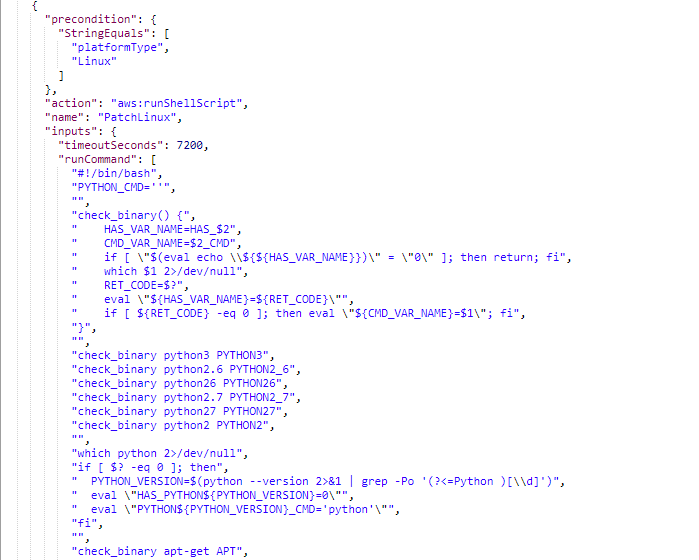 {
"precondition": {
"StringEquals": [
"platformType",
"Linux"
]
},
"action": "aws:runShellScript",
"name": "PatchLinux",
"inputs": {
"timeoutSeconds": 7200,
"runCommand": [
"#!/bin/bash",
"PYTHON_CMD=''",
"",
"check_binary() {",
"    HAS_VAR_NAME=HAS_$2",
"    CMD_VAR_NAME=$2_CMD",
"    if [ \"$(eval echo \\${${HAS_VAR_NAME}})\" = \"0\" ]; then return; fi",
"    which $1 2>/dev/null",
"    RET_CODE=$?",
"    eval \"${HAS_VAR_NAME}=${RET_CODE}\"",
"    if [ ${RET_CODE} -eq 0 ]; then eval \"${CMD_VAR_NAME}=$1\"; fi",
"}",
"",
"check_binary python3 PYTHON3",
"check_binary python2.6 PYTHON2_6",
"check_binary python26 PYTHON26",
"check_binary python2.7 PYTHON2_7",
"check_binary python27 PYTHON27",
"check_binary python2 PYTHON2",
"",
"which python 2>/dev/null",
"if [ $? -eq 0 ]; then",
"  PYTHON_VERSION=$(python --version 2>&1 | grep -Po '(?<=Python )[\\d]')",
"  eval \"HAS_PYTHON${PYTHON_VERSION}=0\"",
"  eval \"PYTHON${PYTHON_VERSION}_CMD='python'\"",
"fi",
"",
"check_binary apt-get APT",